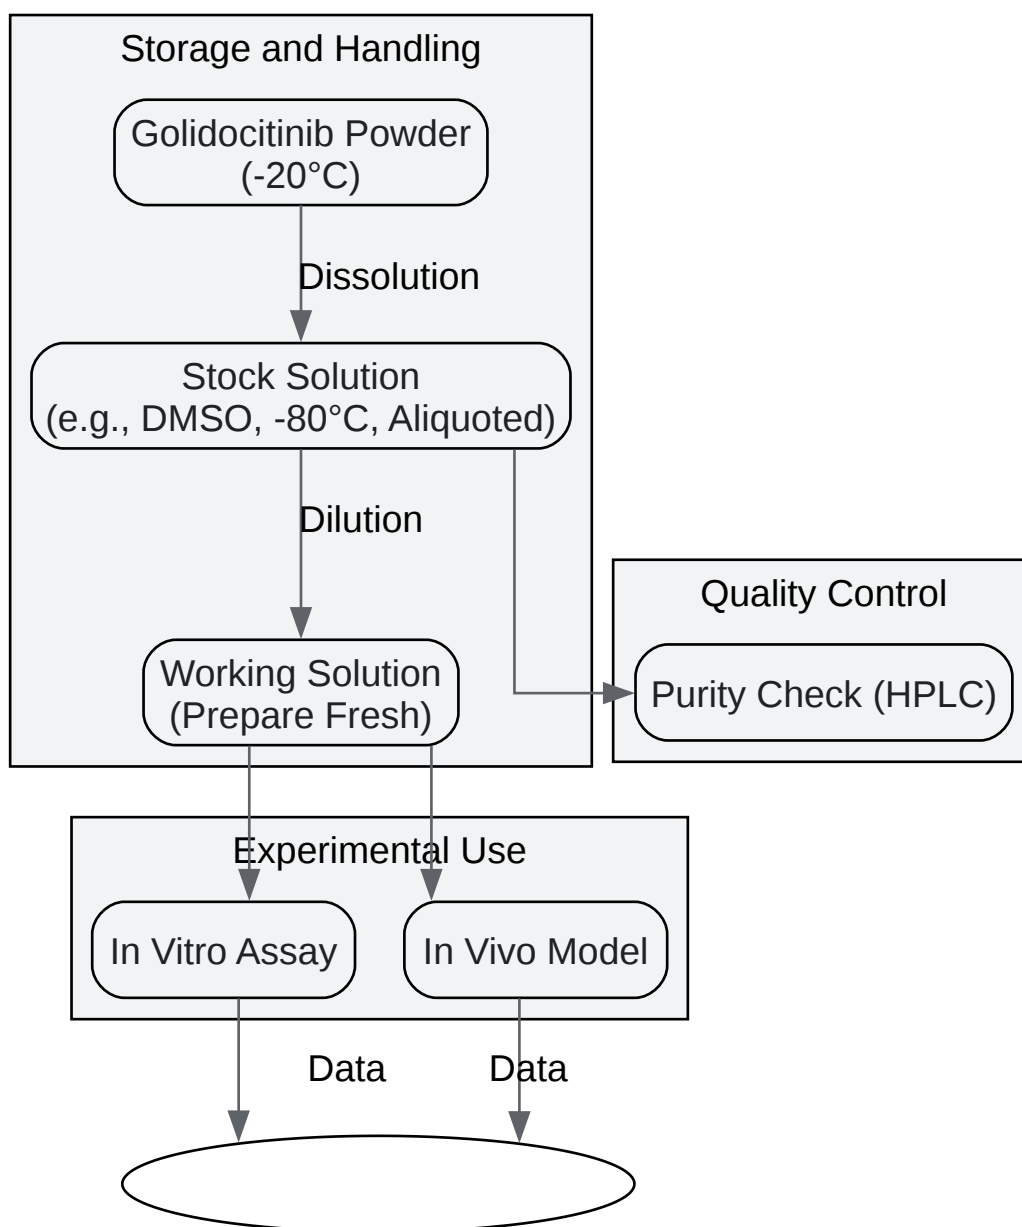 Storage and Handling
Golidocitinib Powder
(-20°C)
Dissolution
Stock Solution
(e.g., DMSO, -80°C, Aliquoted)
Dilution
Quality Control
Working Solution
(Prepare Fresh)
Purity Check (HPLC)
Experimental Use
In Vitro Assay
In Vivo Model
Data
Data